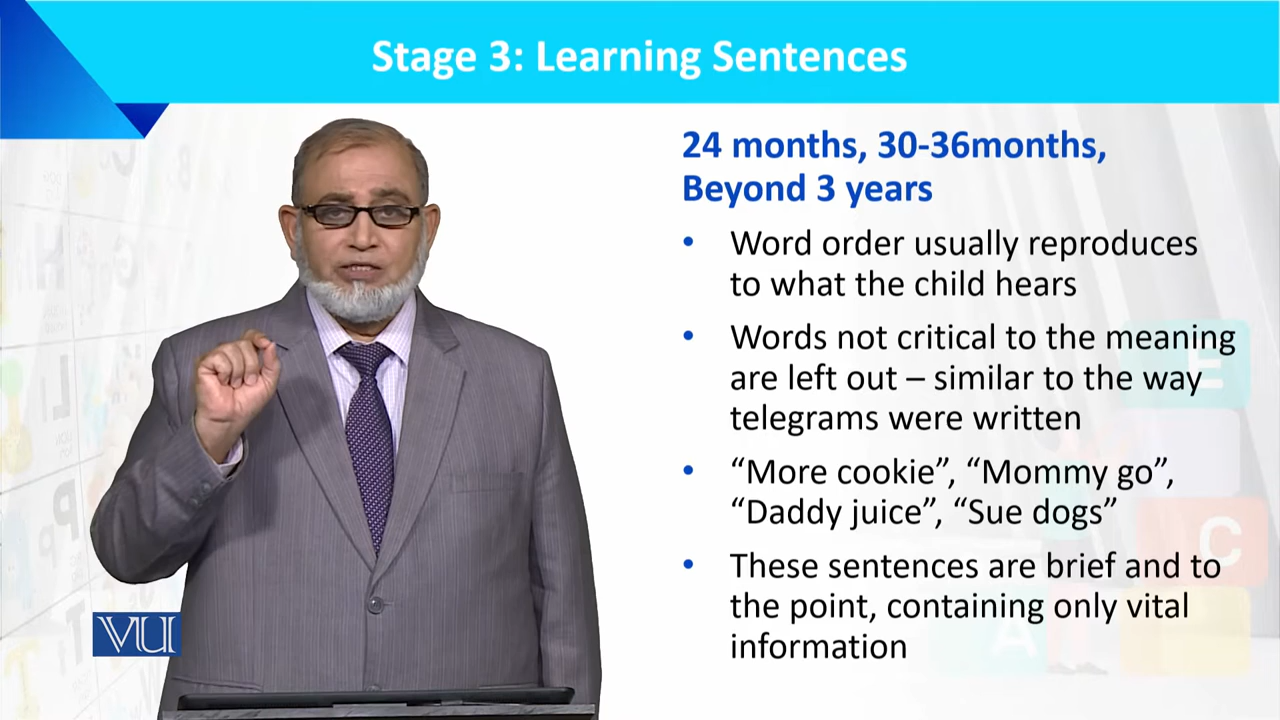 Stage 3: Learning Sentences
24 months, 30-36months,
Beyond 3 years
• Word order usually reproduces
to what the child hears
• Words not critical to the meaning
are left out – similar to the way
telegrams were written
• “More cookie”, “Mommy go”,
“Daddy juice”, “Sue dogs”
• These sentences are brief and to
the point, containing only vital
information
VU